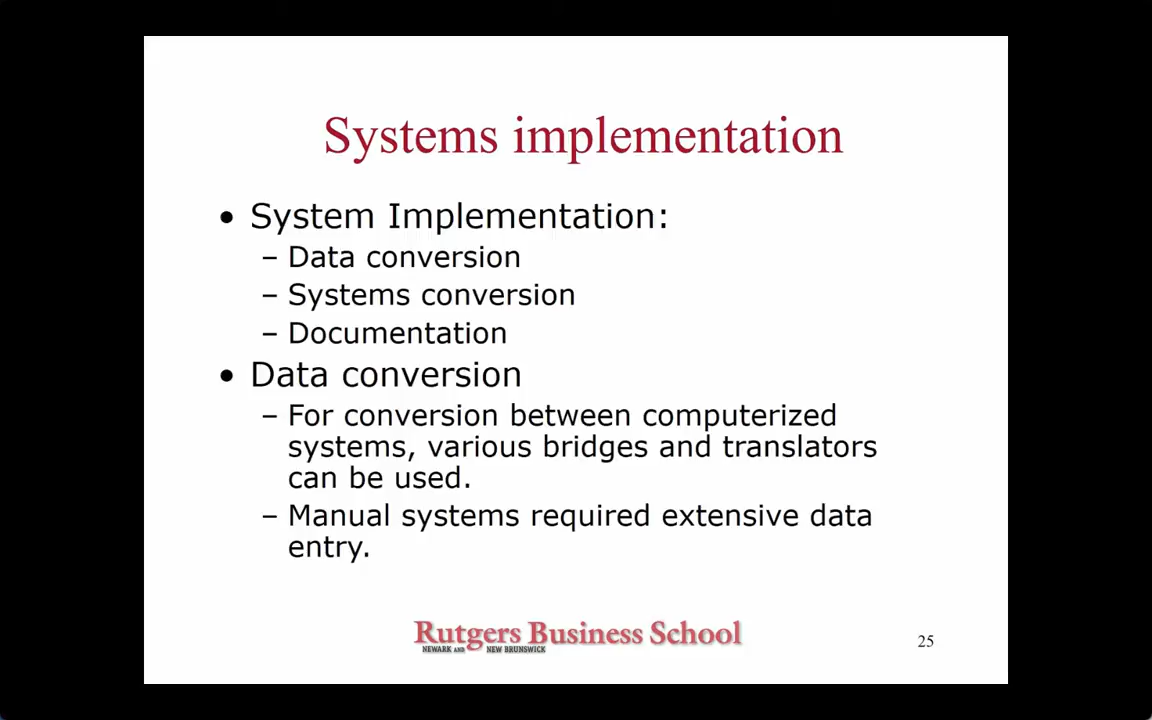 Systems implementation
• System Implementation:
– Data conversion
– Systems conversion
– Documentation
• Data conversion
– For conversion between computerized
systems, various bridges and translators
can be used.
– Manual systems required extensive data
entry.
Rutgers Business School
NEWARK AND NEW BRUNSWICK
25